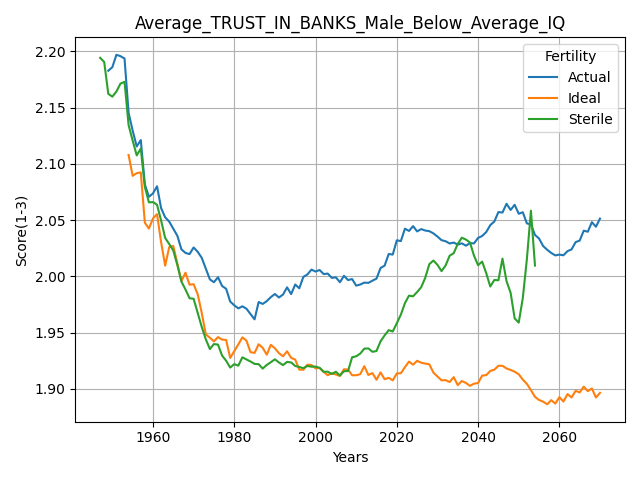 Average_TRUST_IN_BANKS_Male_Below_Average_IQ
Fertility
Actual
Ideal
Sterile
Score(1-3)
2.20
2.15
2.10
2.05
2.00
1.95
1.90
1960
1980
2000
2020
2040
2060
Years